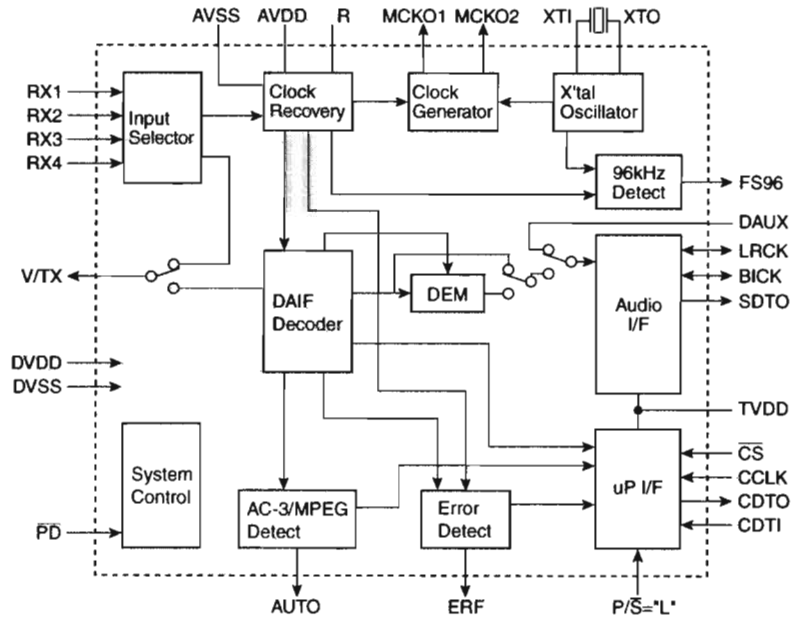 AVSS AVDD R MCKO1 MCKO2 XTI XTO
RX1
RX2
RX3
RX4
Input
Selector
Clock
Recovery
Clock
Generator
X'tal
Oscillator
96kHz
Detect
FS96
DAUX
LRCK
BICK
SDTO
V/TX
DAIF
Decoder
DEM
Audio
I/F
DVDD
DVSS
TVDD
System
Control
P̅D̅
AC-3/MPEG
Detect
Error
Detect
uP I/F
C̅S̅
CCLK
CDTO
CDTI
AUTO
ERF
P/S̅="L"